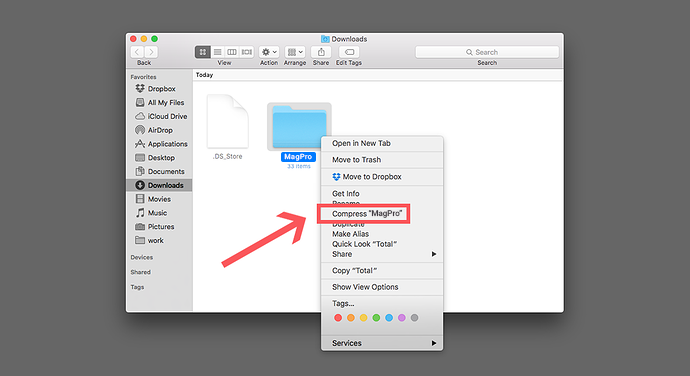 Downloads
Back
View
Action
Arrange
Share
Edit Tags
Search
Search
Favorites
Dropbox
All My Files
iCloud Drive
AirDrop
Applications
Desktop
Documents
Downloads
Movies
Music
Pictures
work
Devices
Shared
Tags
Today
.DS_Store
MagPro
33 items
Open in New Tab
Move to Trash
Move to Dropbox
Get Info
Rename
Compress “MagPro”
Duplicate
Make Alias
Quick Look “Total”
Share
Copy “Total”
Show View Options
Tags...
Services